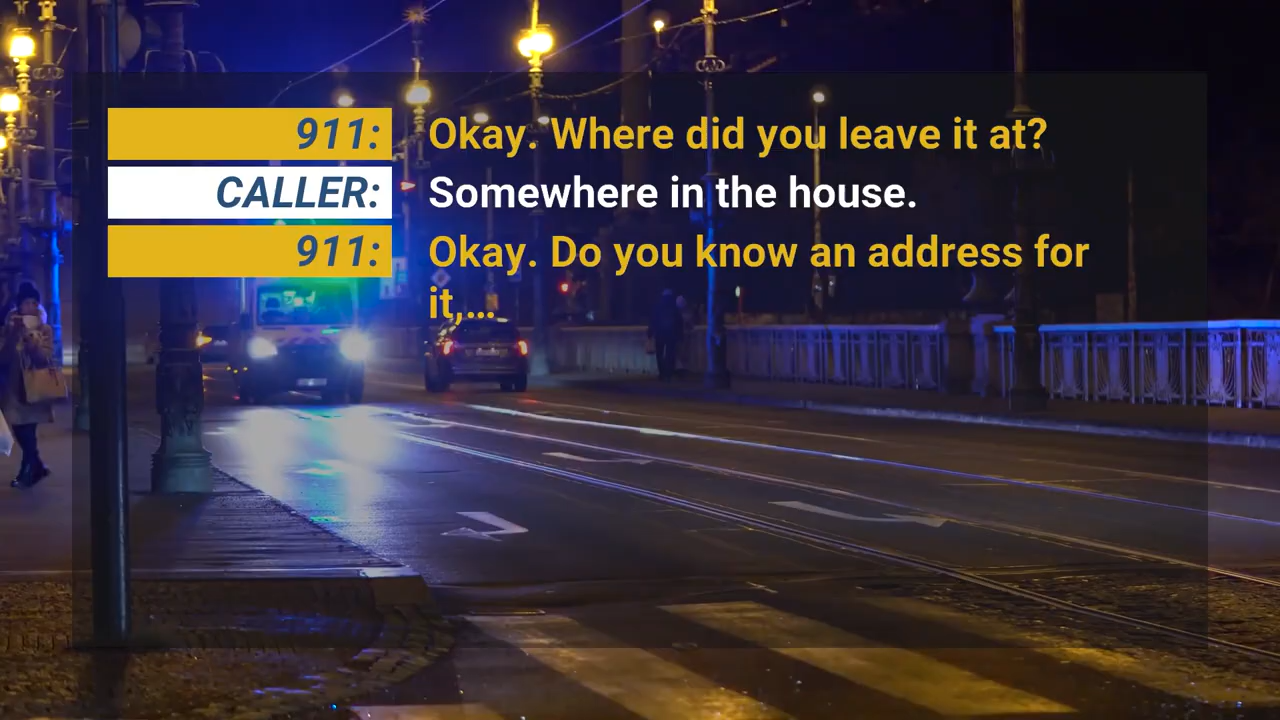 911: Okay. Where did you leave it at?
CALLER: Somewhere in the house.
911: Okay. Do you know an address for
it,...